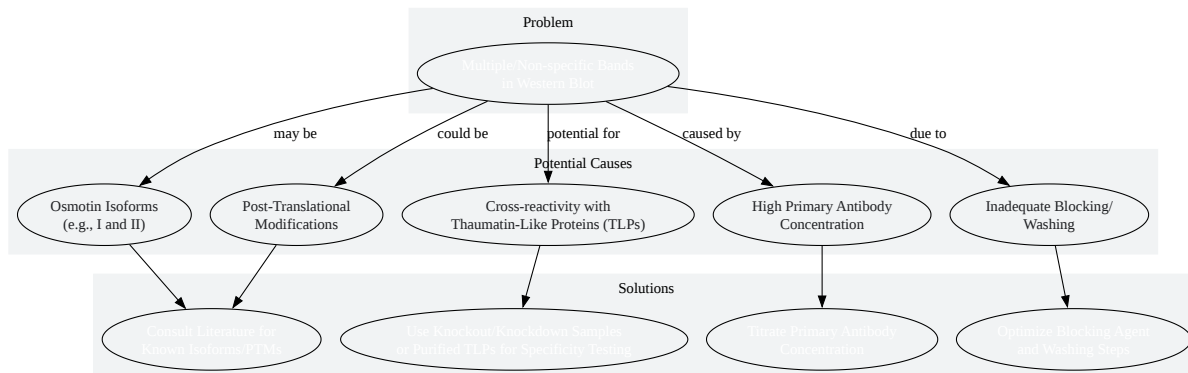 Problem
Multiple/Non-specific Bands
in Western Blot
may be
could be
potential for
caused by
due to
Potential Causes
Osmotin Isoforms
(e.g., I and II)
Post-Translational
Modifications
Cross-reactivity with
Thaumatin-Like Proteins (TLPs)
High Primary Antibody
Concentration
Inadequate Blocking/
Washing
Solutions
Consult Literature for
Known Isoforms/PTMs
Use Knockout/Knockdown Samples
or Purified TLPs for Specificity Testing
Titrate Primary Antibody
Concentration
Optimize Blocking Agent
and Washing Steps